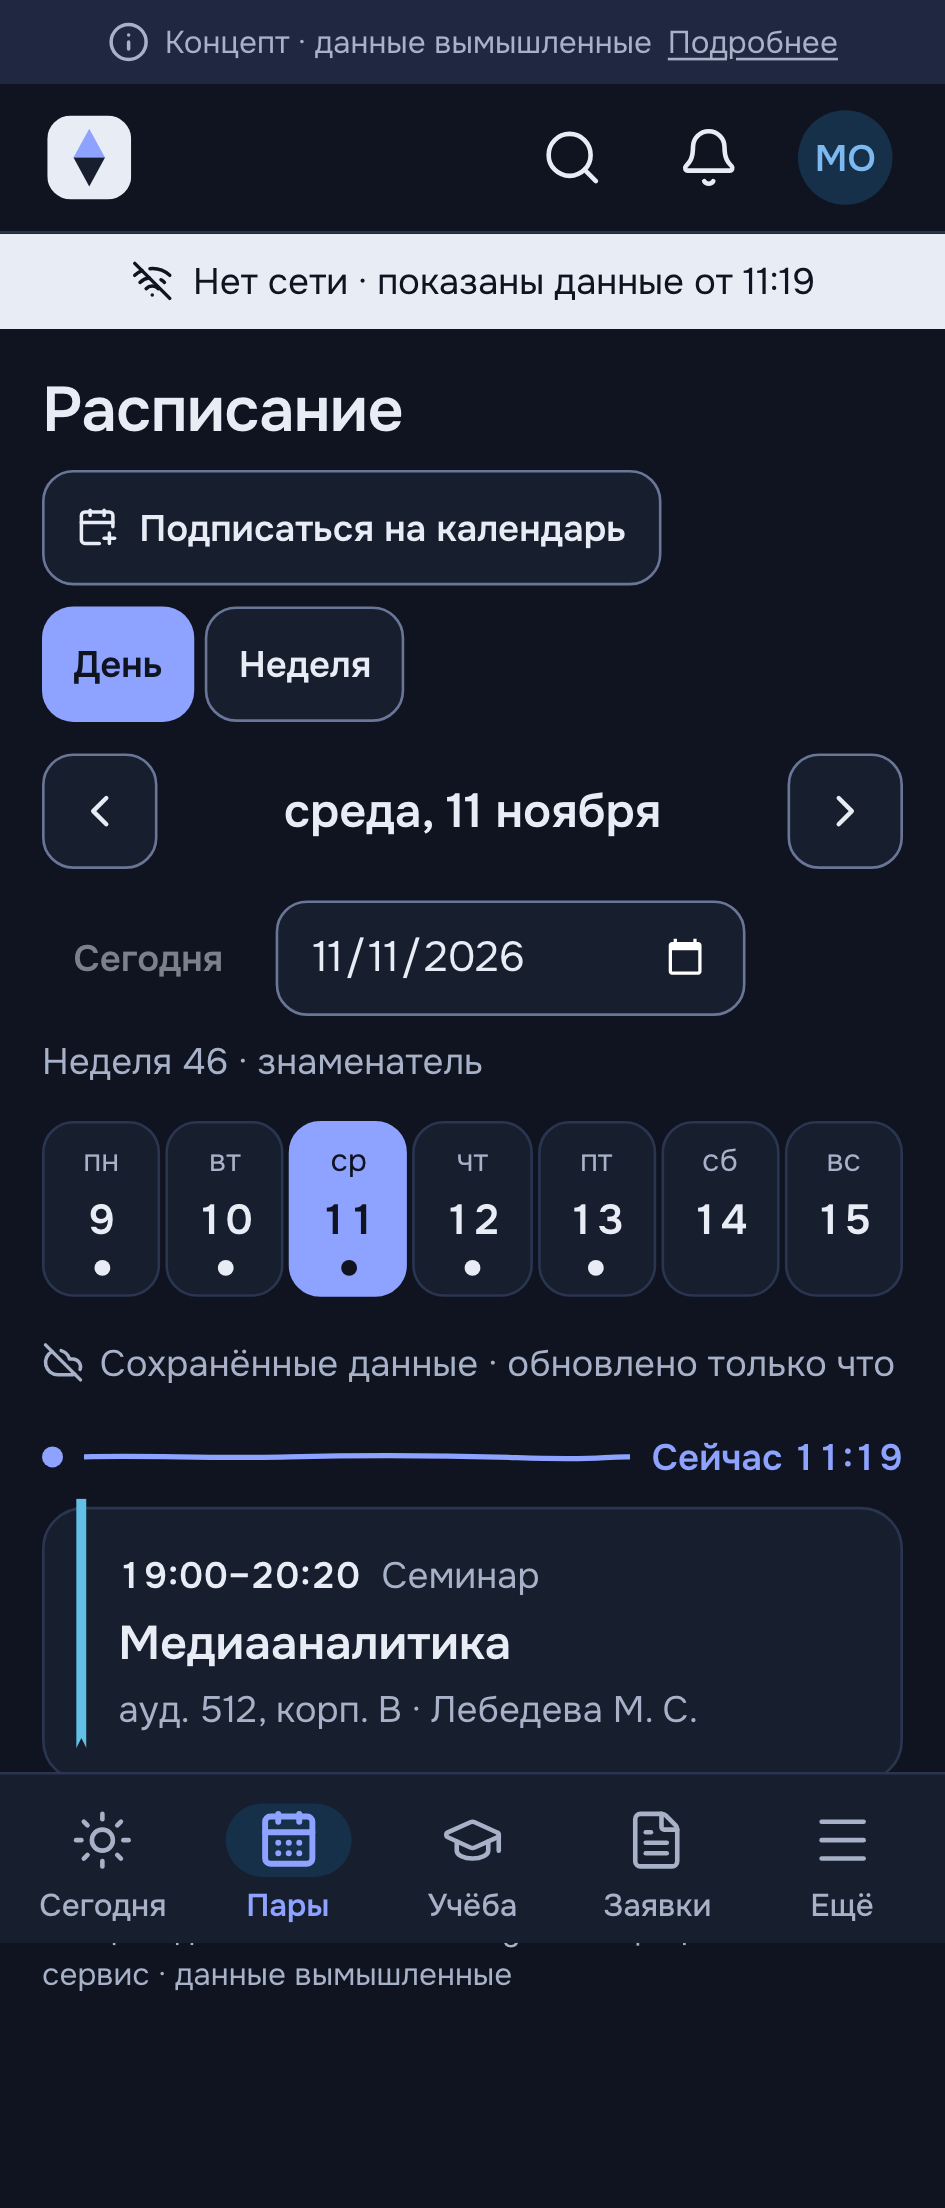 Концепт · данные вымышленные Подробнее
МО
Нет сети · показаны данные от 11:19
Расписание
Подписаться на календарь
День Неделя
среда, 11 ноября
Сегодня 11/11/2026
Неделя 46 · знаменатель
пн вт ср чт пт сб вс
9 10 11 12 13 14 15
Сохранённые данные · обновлено только что
Сейчас 11:19
19:00–20:20 Семинар
Медиааналитика
ауд. 512, корп. В · Лебедева М. С.
Сегодня Пары Учёба Заявки Ещё
сервис · данные вымышленные